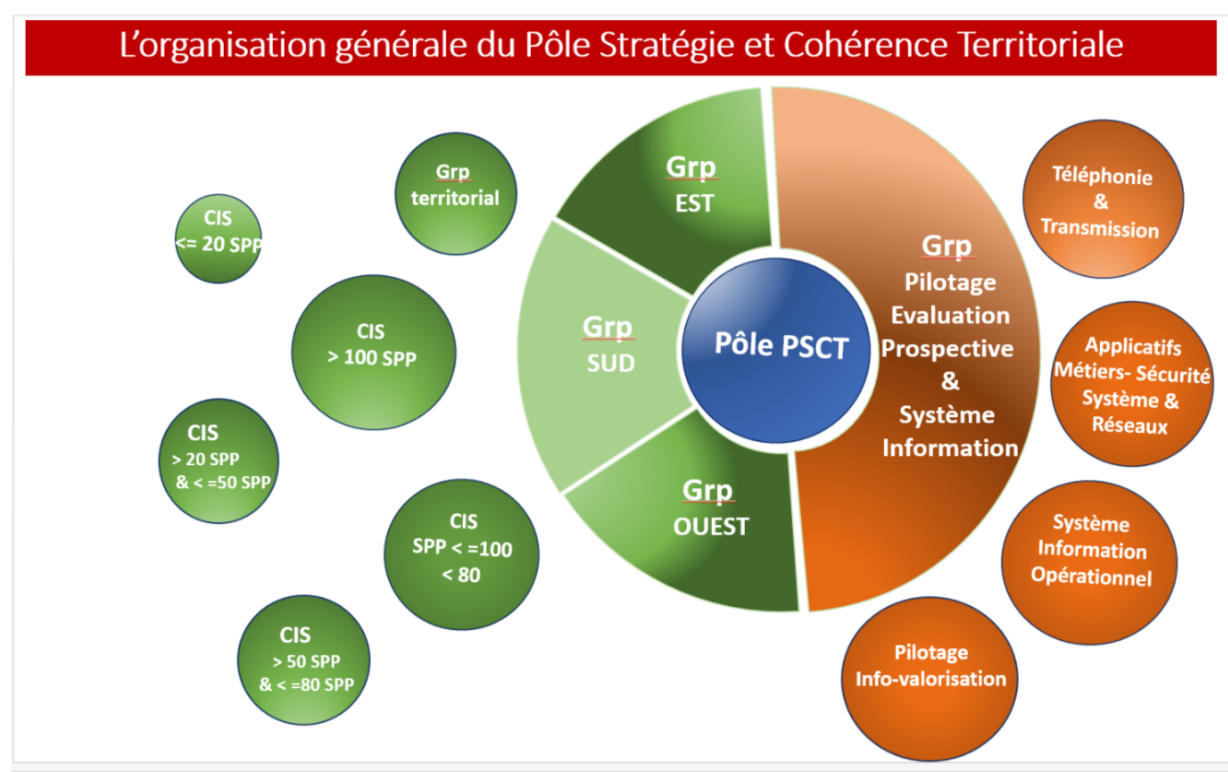 L'organisation générale du Pôle Stratégie et Cohérence Territoriale
Grp
territorial
CIS
<= 20 SPP
CIS
> 100 SPP
CIS
> 20 SPP
& < =50 SPP
CIS
SPP < =100
< 80
CIS
> 50 SPP
& < =80 SPP
Grp
EST
Grp
SUD
Grp
OUEST
Pôle PSCT
Grp
Pilotage
Evaluation
Prospective
&
Système
Information
Téléphonie
&
Transmission
Applicatifs
Métiers- Sécurité
Système &
Réseaux
Système
Information
Opérationnel
Pilotage
Info-valorisation